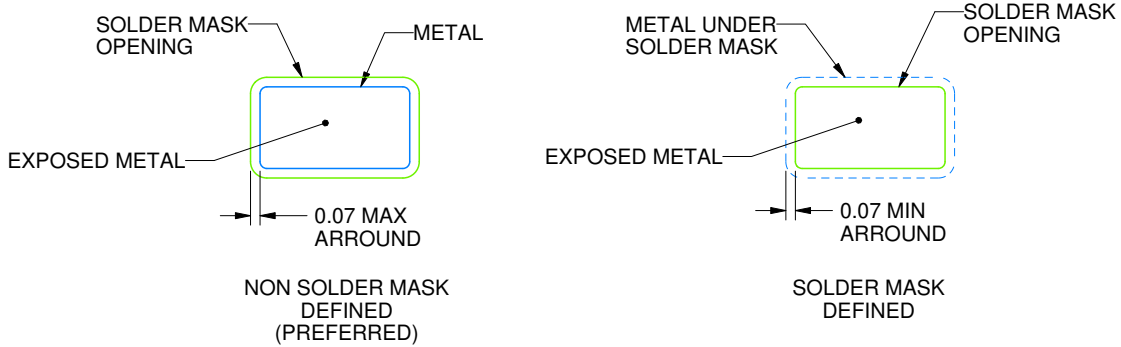 SOLDER MASK
OPENING
METAL
EXPOSED METAL
0.07 MAX
ARROUND
NON SOLDER MASK
DEFINED
(PREFERRED)
METAL UNDER
SOLDER MASK
SOLDER MASK
OPENING
EXPOSED METAL
0.07 MIN
ARROUND
SOLDER MASK
DEFINED